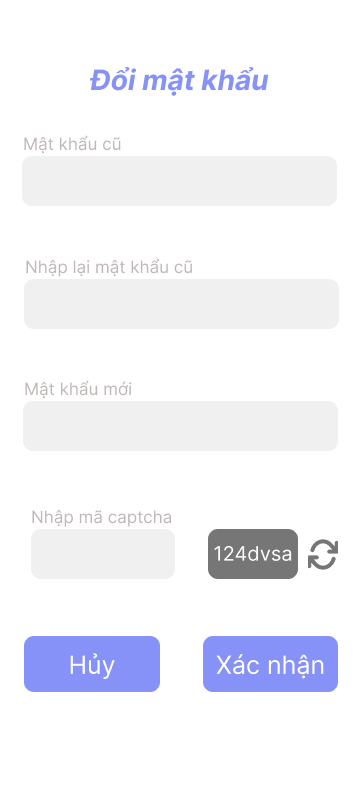 Đổi mật khẩu
Mật khẩu cũ
Nhập lại mật khẩu cũ
Mật khẩu mới
Nhập mã captcha
124dvsa
Hủy
Xác nhận